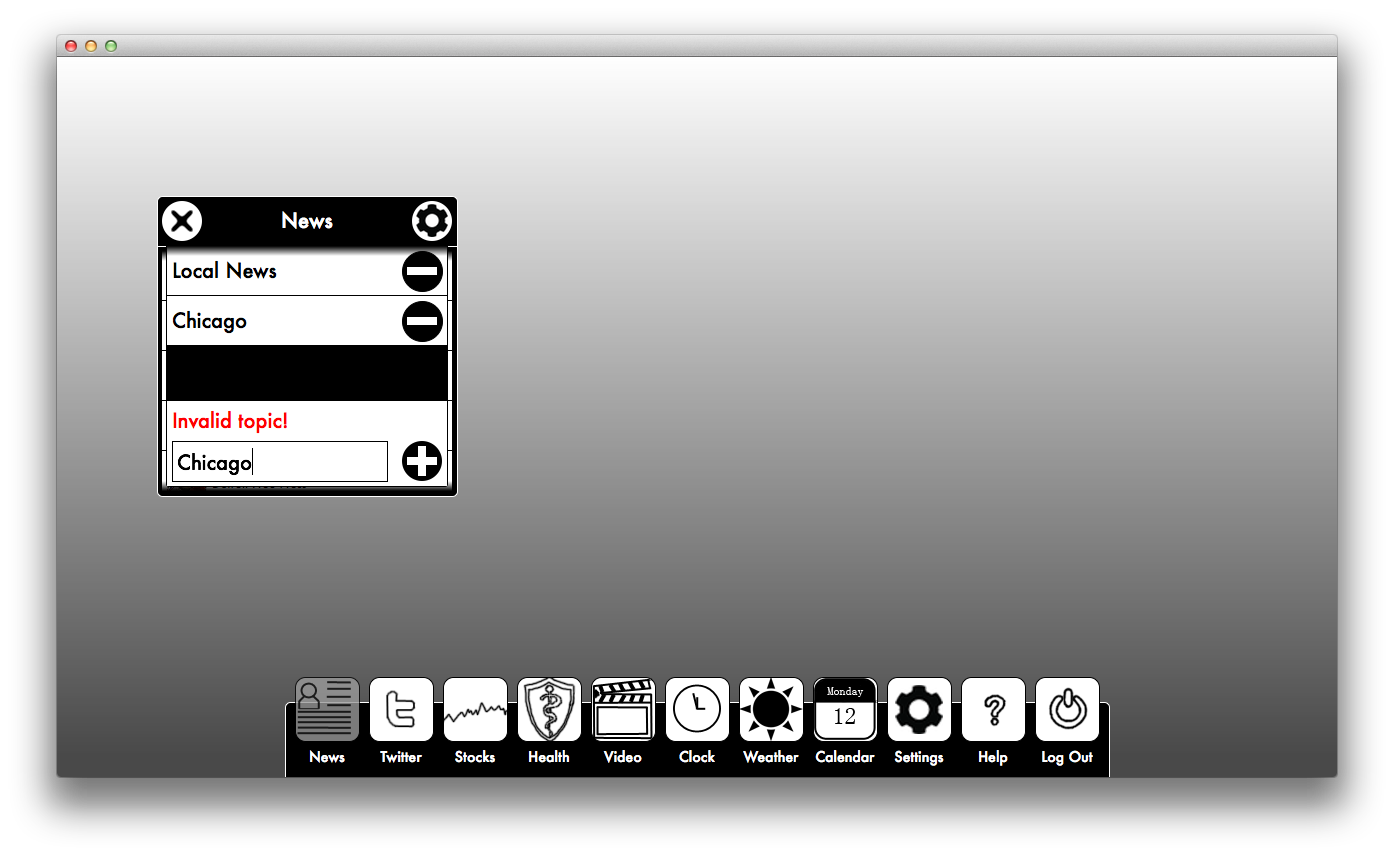 News
Local News
Chicago
Invalid topic!
Chicago
Monday
12
News Twitter Stocks Health Video Clock Weather Calendar Settings Help Log Out